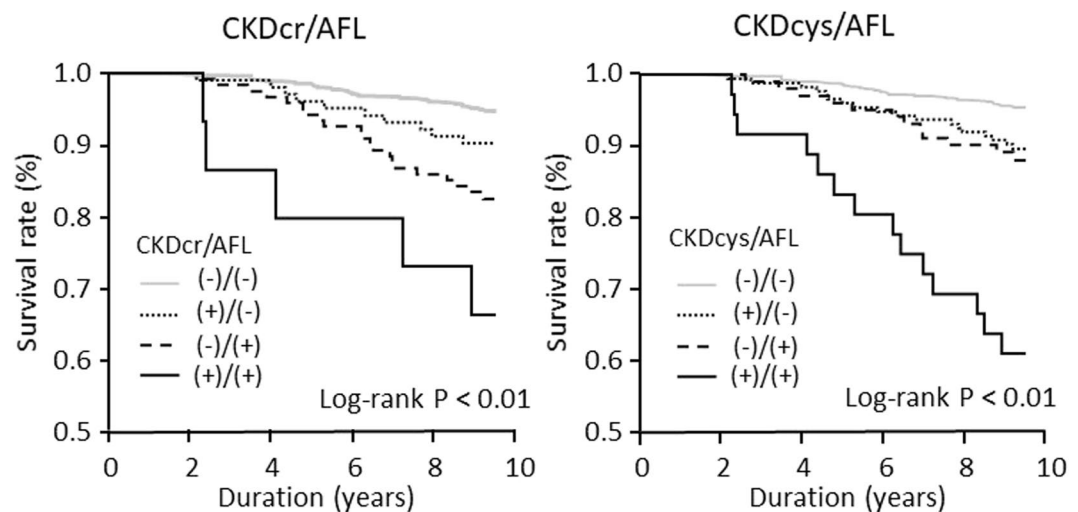 CKDcr/AFL
1.0
0.9
0.8
0.7
0.6
0.5
Survival rate (%)
CKDcr/AFL
(-)/(-)
(+)/(-)
(-)/(+)
(+)/(+)
Log-rank P < 0.01
0 2 4 6 8 10
Duration (years)
CKDcys/AFL
1.0
0.9
0.8
0.7
0.6
0.5
Survival rate (%)
CKDcys/AFL
(-)/(-)
(+)/(-)
(-)/(+)
(+)/(+)
Log-rank P < 0.01
0 2 4 6 8 10
Duration (years)